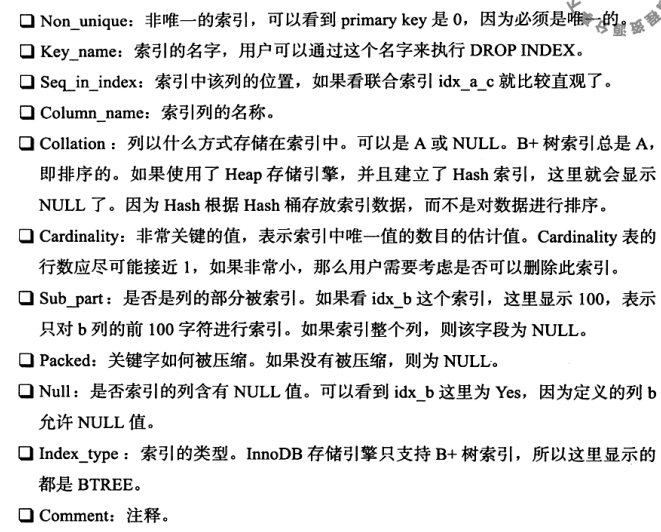 ❑ Non_unique:非唯一的索引,可以看到 primary key 是 0,因为必须是唯一的。
❑ Key_name:索引的名字,用户可以通过这个名字来执行 DROP INDEX。
❑ Seq_in_index:索引中该列的位置,如果看联合索引 idx_a_c 就比较直观了。
❑ Column_name:索引列的名称。
❑ Collation:列以什么方式存储在索引中。可以是 A 或 NULL。B+ 树索引总是 A,
即排序的。如果使用了 Heap 存储引擎,并且建立了 Hash 索引,这里就会显示
NULL 了。因为 Hash 根据 Hash 桶存放索引数据,而不是对数据进行排序。
❑ Cardinality:非常关键的值,表示索引中唯一值的数目的估计值。Cardinality 表的
行数应尽可能接近 1,如果非常小,那么用户需要考虑是否可以删除此索引。
❑ Sub_part:是否是列的部分被索引。如果看 idx_b 这个索引,这里显示 100,表示
只对 b 列的前 100 字符进行索引。如果索引整个列,则该字段为 NULL。
❑ Packed:关键字如何被压缩。如果没有被压缩,则为 NULL。
❑ Null:是否索引的列含有 NULL 值。可以看到 idx_b 这里为 Yes,因为定义的列 b
允许 NULL 值。
❑ Index_type:索引的类型。InnoDB 存储引擎只支持 B+ 树索引,所以这里显示的
都是 BTREE。
❑ Comment:注释。